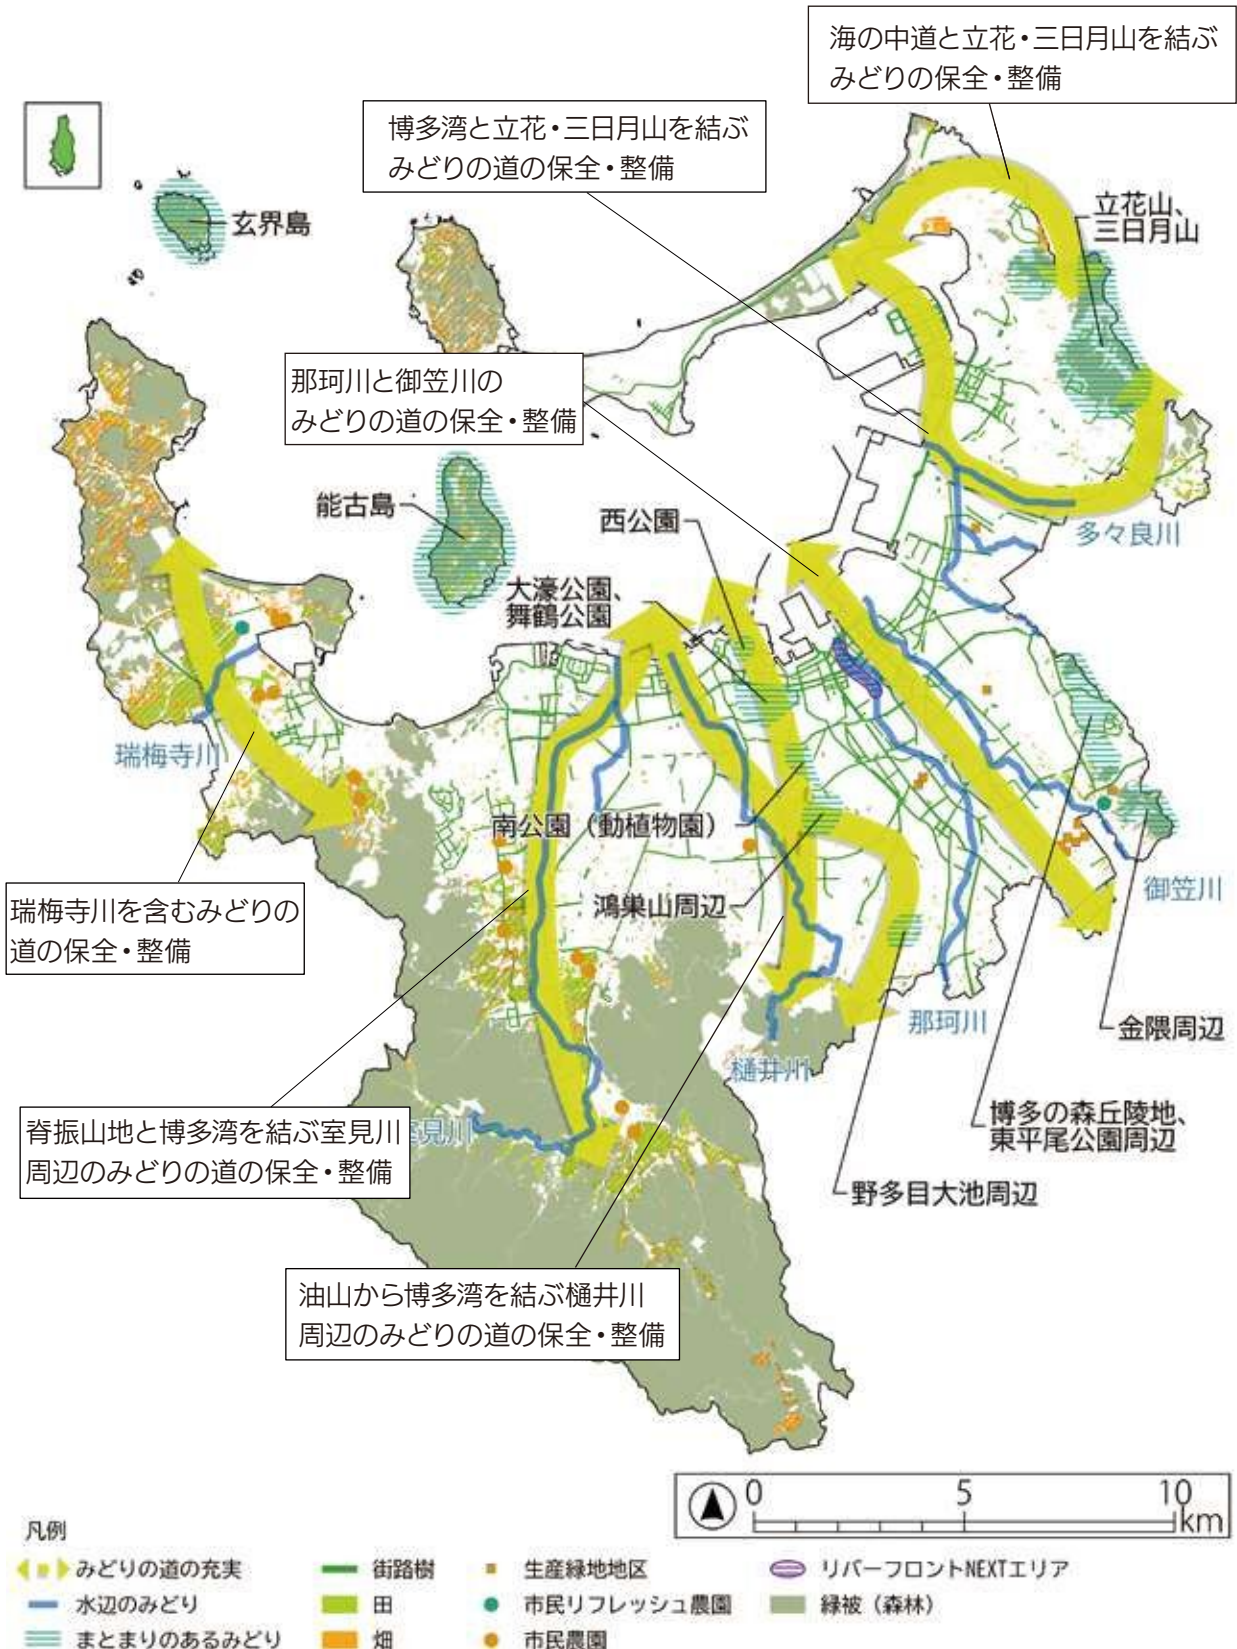 海の中道と立花・三日月山を結ぶ
みどりの保全・整備
博多湾と立花・三日月山を結ぶ
みどりの道の保全・整備
立花山、
三日月山
玄界島
那珂川と御笠川の
みどりの道の保全・整備
能古島
西公園
多々良川
大濠公園、
舞鶴公園
瑞梅寺川
南公園（動植物園）
御笠川
鴻巣山周辺
瑞梅寺川を含むみどりの
道の保全・整備
那珂川
金隈周辺
樋井川
博多の森丘陵地、
東平尾公園周辺
脊振山地と博多湾を結ぶ室見川
周辺のみどりの道の保全・整備
見川
野多目大池周辺
油山から博多湾を結ぶ樋井川
周辺のみどりの道の保全・整備
0 5 10
km
凡例
みどりの道の充実
街路樹
生産緑地地区
リバーフロントNEXTエリア
水辺のみどり
田
市民リフレッシュ農園
緑被（森林）
まとまりのあるみどり
畑
市民農園